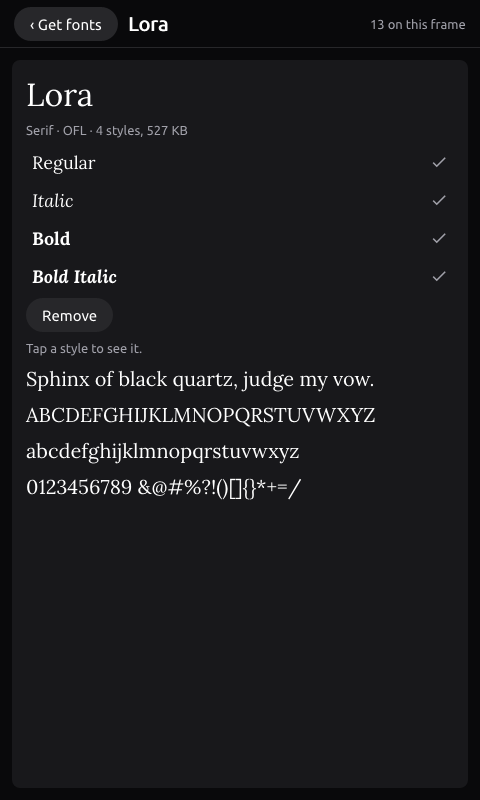 ‹ Get fonts
Lora
13 on this frame
Lora
Serif · OFL · 4 styles, 527 KB
Regular
Italic
Bold
Bold Italic
Remove
Tap a style to see it.
Sphinx of black quartz, judge my vow.
ABCDEFGHIJKLMNOPQRSTUVWXYZ
abcdefghijklmnopqrstuvwxyz
0123456789 &@#%?!()[]{}*+=/